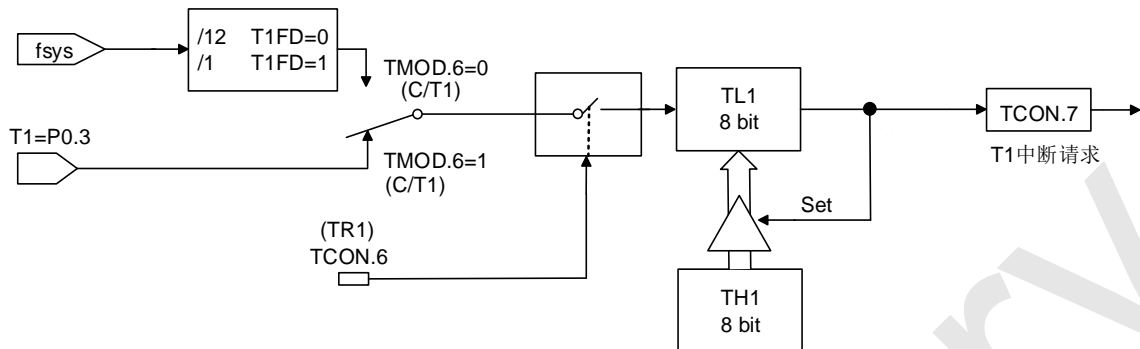 fsys
/12 T1FD=0
/1 T1FD=1
TMOD.6=0
(C/T1)
T1=P0.3
TMOD.6=1
(C/T1)
(TR1)
TCON.6
TL1
8 bit
TCON.7
T1中断请求
Set
TH1
8 bit